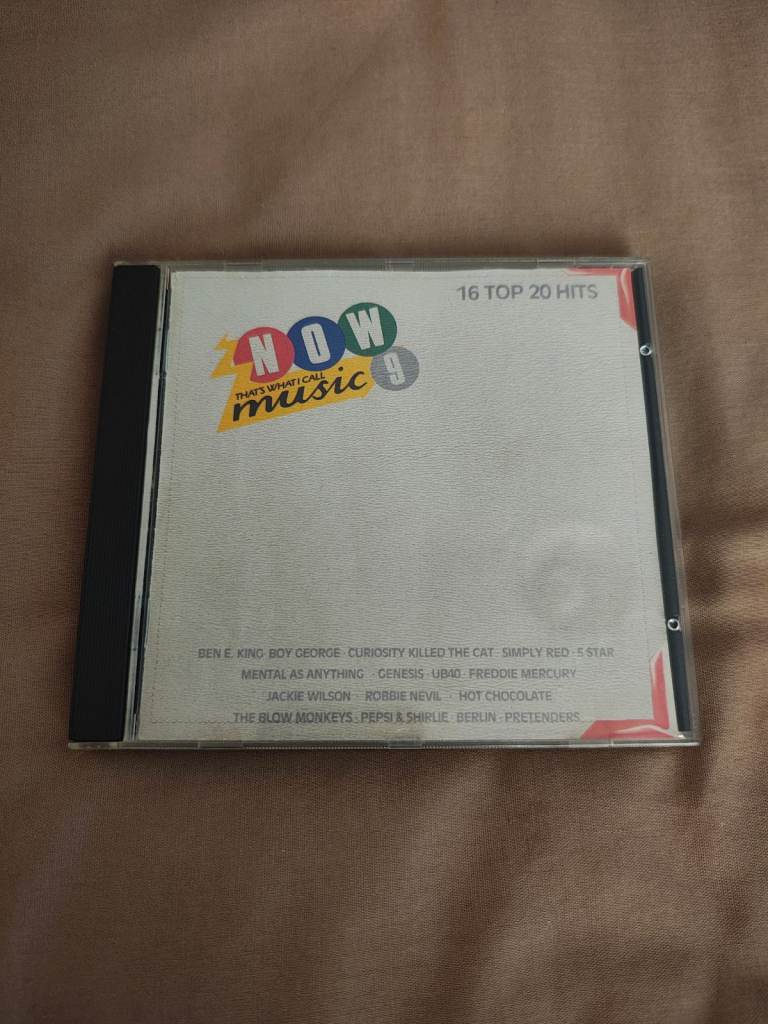 16 TOP 20 HITS
NOW
9
THAT'S WHAT I CALL
music
BEN E. KING · BOY GEORGE · CURIOSITY KILLED THE CAT · SIMPLY RED · 5 STAR
MENTAL AS ANYTHING · GENESIS · UB40 · FREDDIE MERCURY
JACKIE WILSON · ROBBIE NEVIL · HOT CHOCOLATE
THE BLOW MONKEYS · PEPSI & SHIRLIE · BERLIN · PRETENDERS